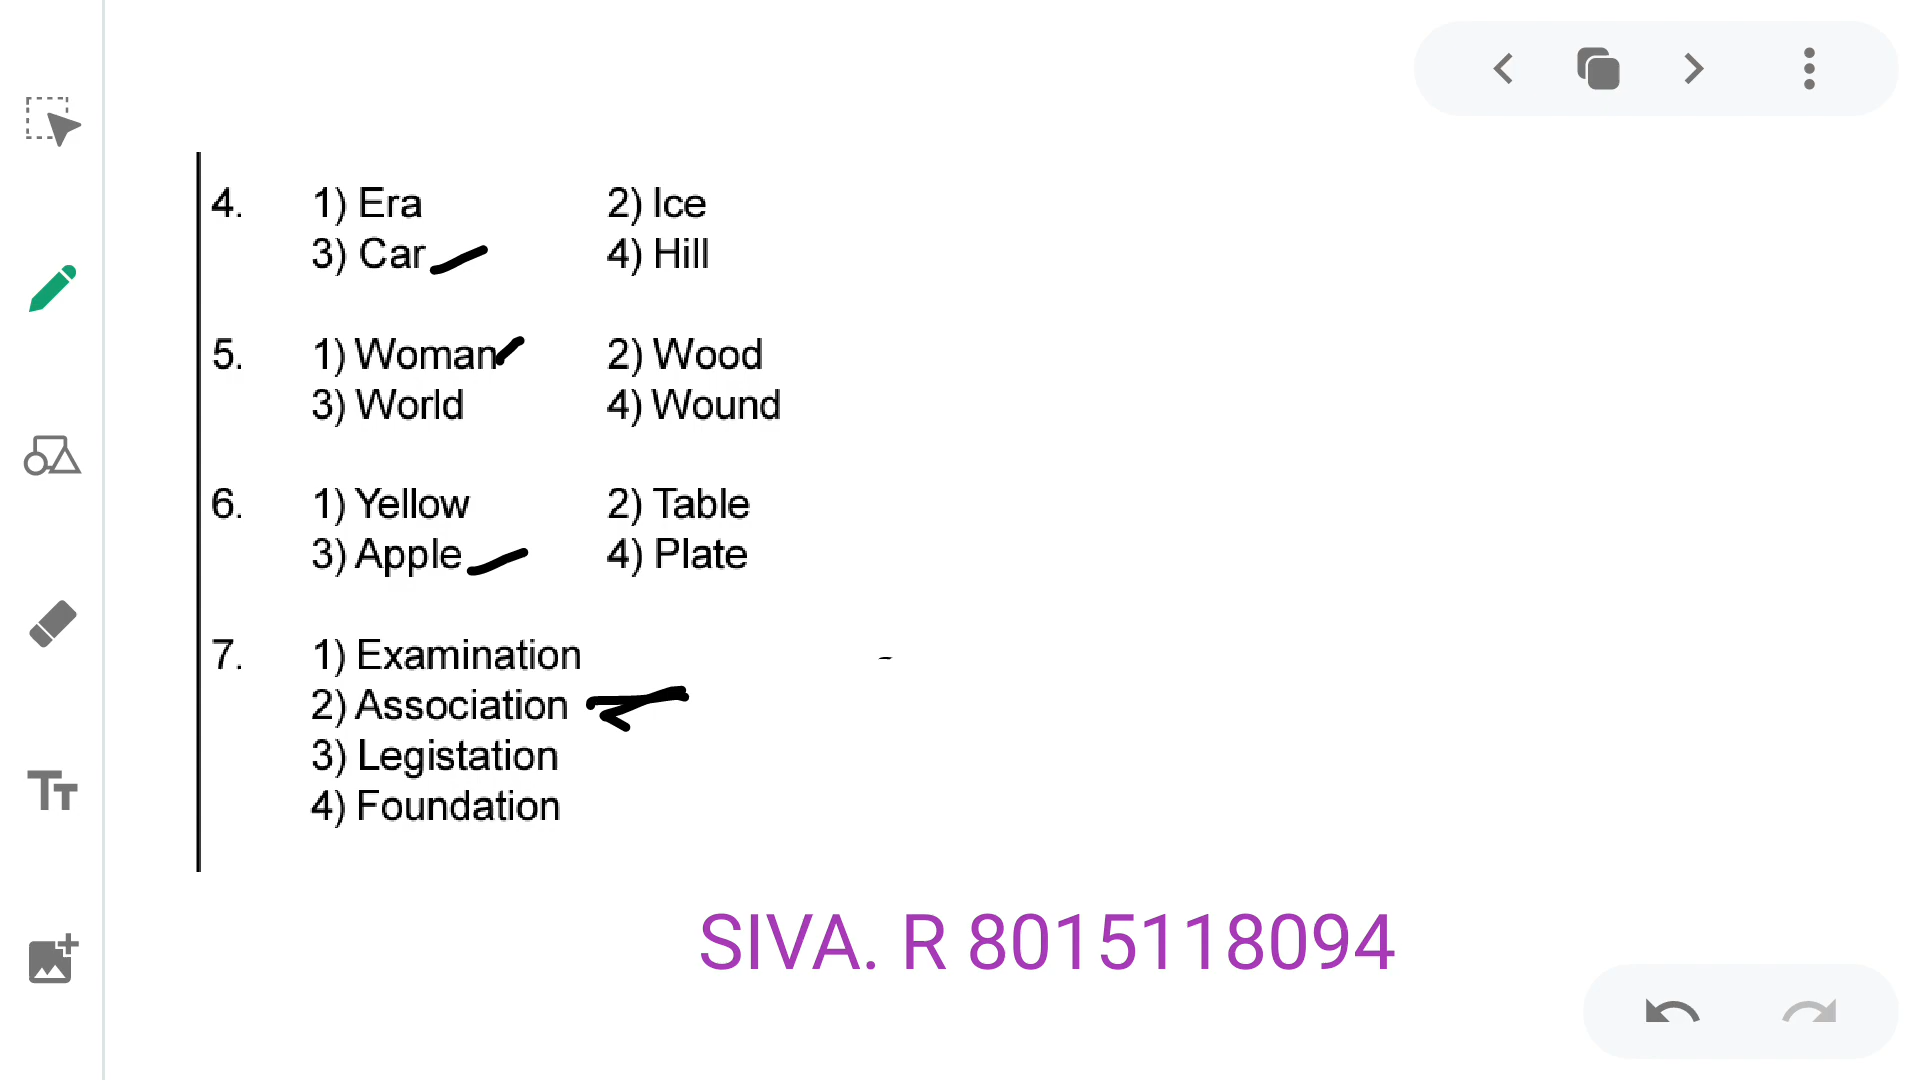 4. 1) Era 2) Ice
3) Car 4) Hill
5. 1) Woman 2) Wood
3) World 4) Wound
6. 1) Yellow 2) Table
3) Apple 4) Plate
7. 1) Examination
2) Association
3) Legistation
4) Foundation
SIVA. R 8015118094